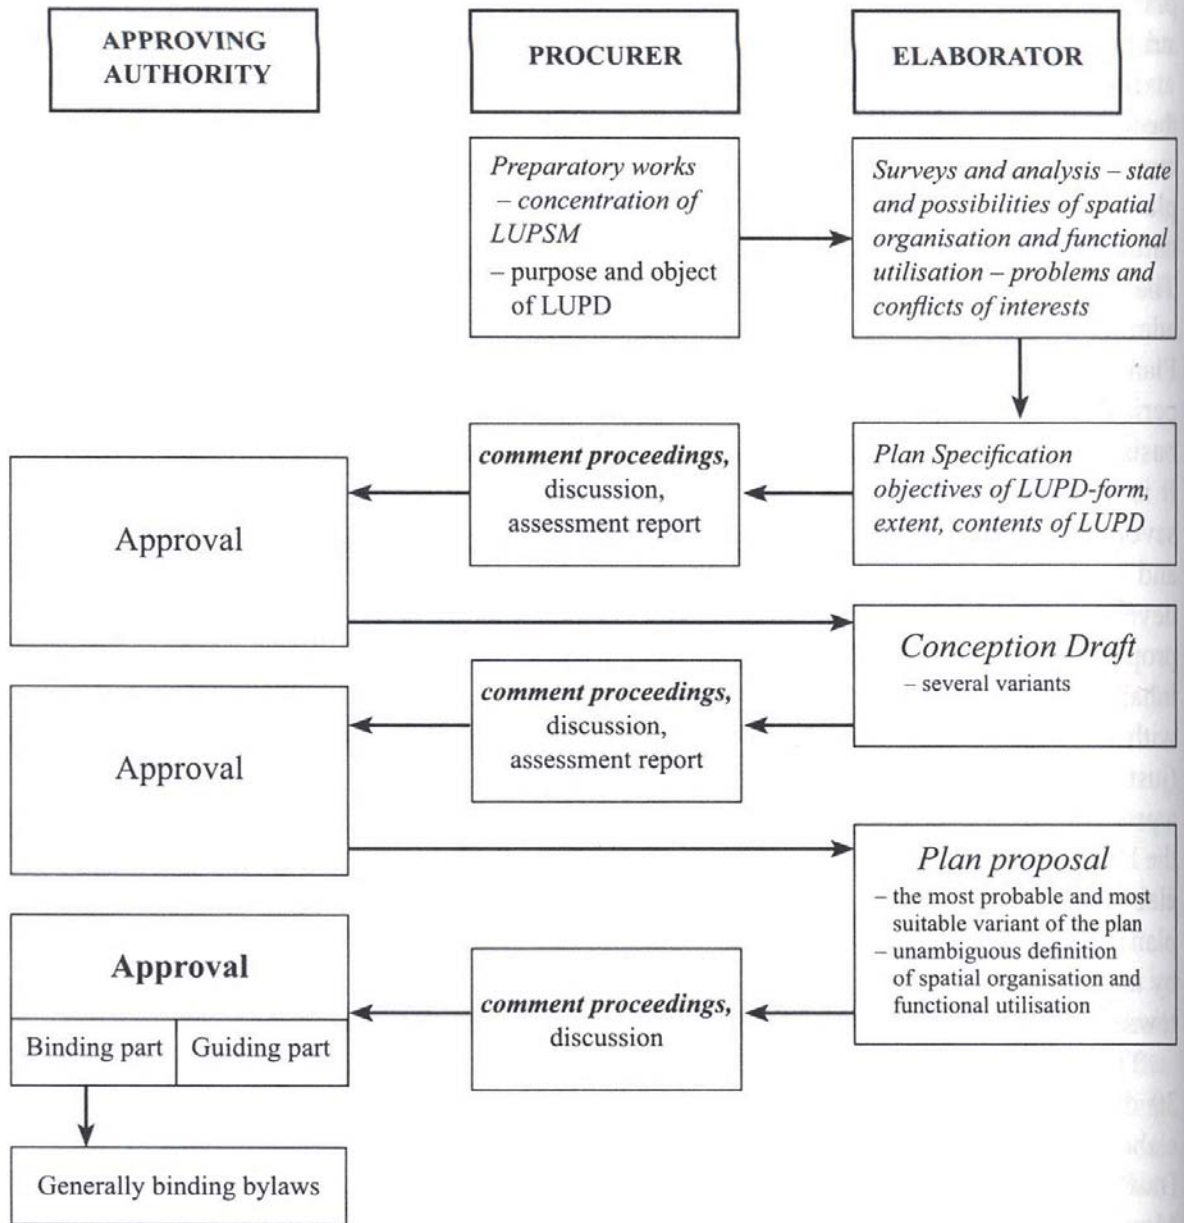 APPROVING
AUTHORITY
PROCURER
ELABORATOR
Preparatory works
– concentration of
LUPSM
– purpose and object
of LUPD
Surveys and analysis – state
and possibilities of spatial
organisation and functional
utilisation – problems and
conflicts of interests
Approval
comment proceedings,
discussion,
assessment report
Plan Specification
objectives of LUPD-form,
extent, contents of LUPD
Conception Draft
– several variants
Approval
comment proceedings,
discussion,
assessment report
Plan proposal
– the most probable and most
suitable variant of the plan
– unambiguous definition
of spatial organisation and
functional utilisation
Approval
Binding part
Guiding part
comment proceedings,
discussion
Generally binding bylaws